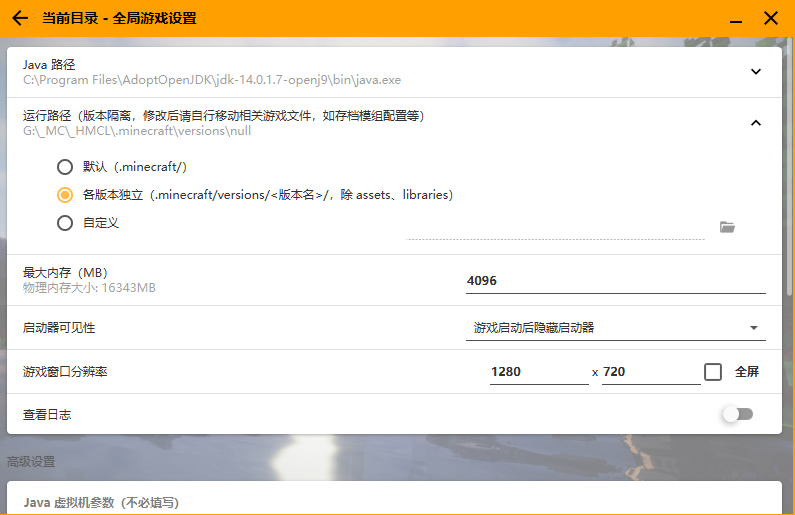 当前目录 - 全局游戏设置
Java 路径
C:\Program Files\AdoptOpenJDK\jdk-14.0.1.7-openj9\bin\java.exe
运行路径（版本隔离，修改后请自行移动相关游戏文件，如存档模组配置等）
G:\_MC\_HMCL\.minecraft\versions\null
默认（.minecraft/）
各版本独立（.minecraft/versions/<版本名>/，除 assets、libraries）
自定义
最大内存（MB） 4096
物理内存大小: 16343MB
启动器可见性 游戏启动后隐藏启动器
游戏窗口分辨率 1280 x 720 全屏
查看日志
高级设置
Java 虚拟机参数（不必填写）